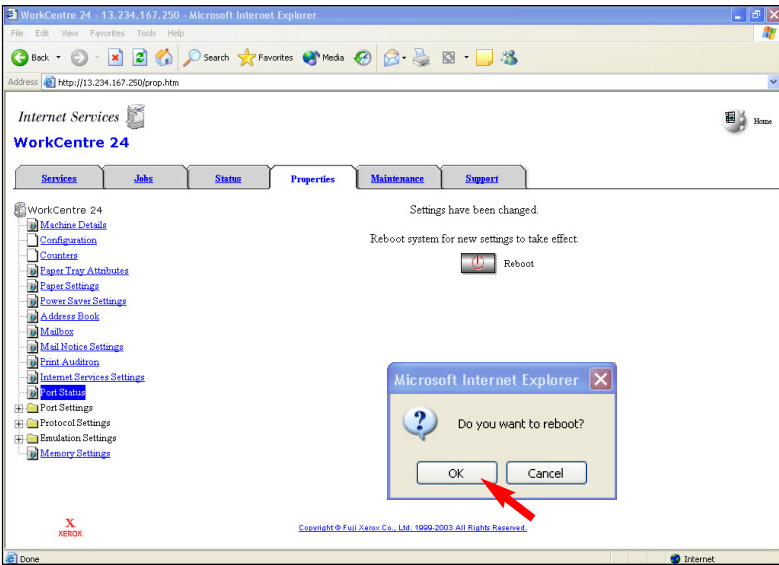 WorkCentre 24 - 13.234.167.250 - Microsoft Internet Explorer
File Edit View Favorites Tools Help
Back Search Favorites Media
Address http://13.234.167.250/prop.htm
Internet Services
WorkCentre 24
Home
Services Jobs Status Properties Maintenance Support
WorkCentre 24
Machine Details
Configuration
Counters
Paper Tray Attributes
Paper Settings
Power Saver Settings
Address Book
Mailbox
Mail Notice Settings
Print Auditron
Internet Services Settings
Port Status
Port Settings
Protocol Settings
Emulation Settings
Memory Settings
Settings have been changed.
Reboot system for new settings to take effect.
Reboot
Microsoft Internet Explorer
Do you want to reboot?
OK Cancel
X
XEROX
Copyright © Fuji Xerox Co., Ltd. 1999-2003 All Rights Reserved.
Done Internet